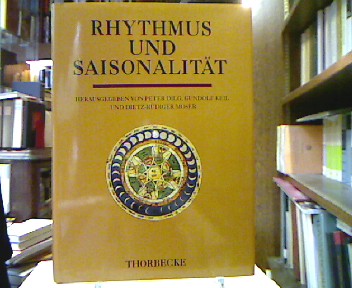 RHYTHMUS
UND
SAISONALITÄT
HERAUSGEGEBEN VON PETER DILG, GUNDOLF KEIL
UND DIETZ-RÜDIGER MOSER
THORBECKE